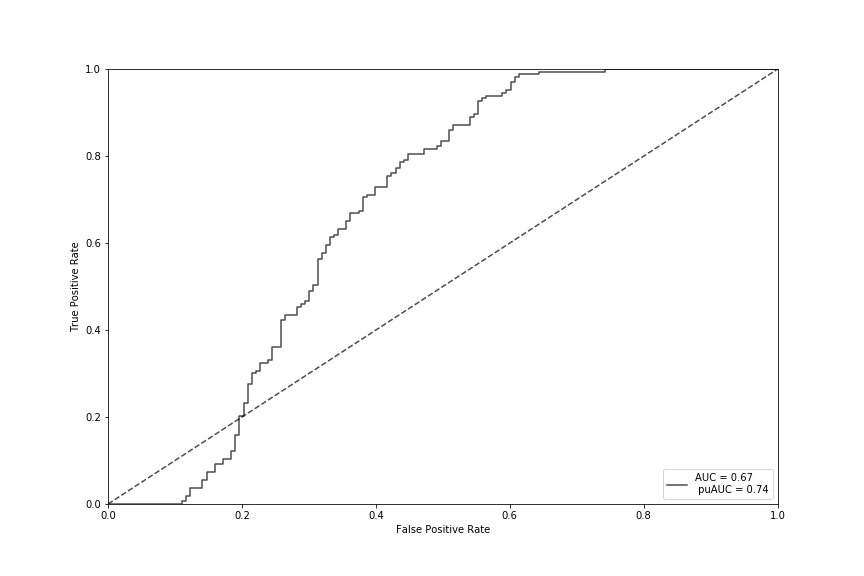 1.0
0.8
0.6
0.4
0.2
0.0
True Positive Rate
AUC = 0.67
puAUC = 0.74
0.0 0.2 0.4 0.6 0.8 1.0
False Positive Rate